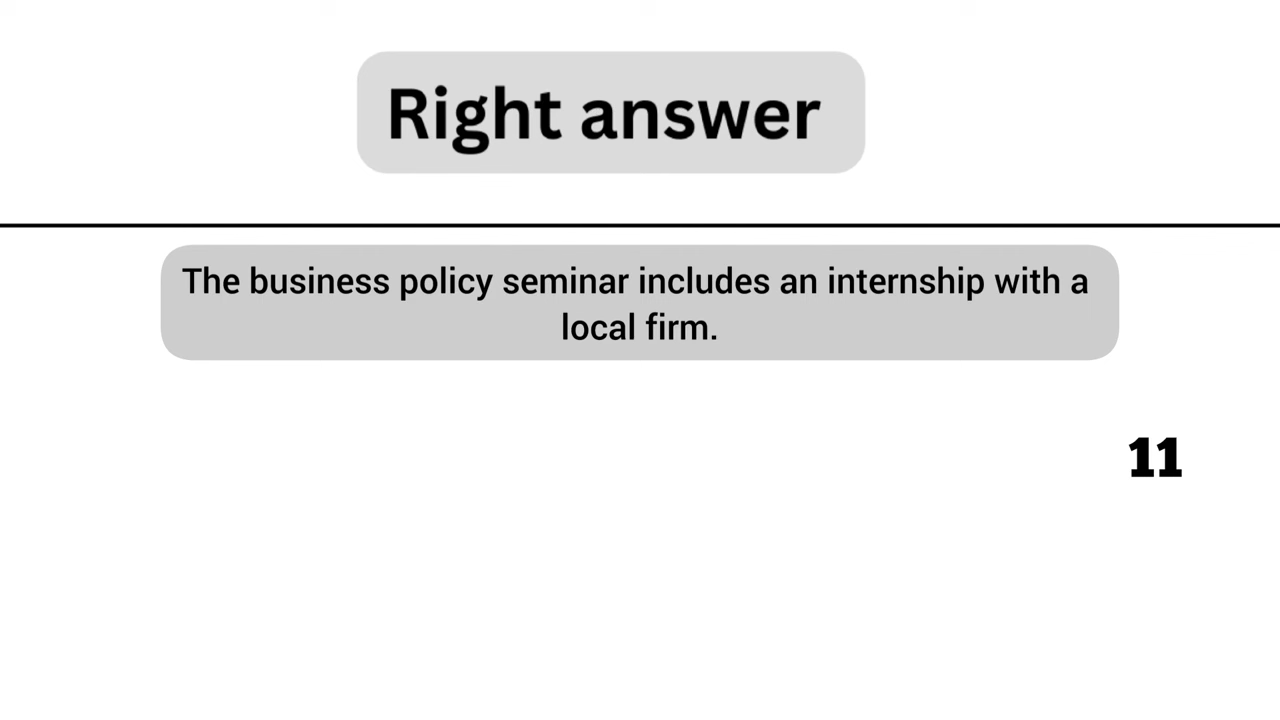 Right answer
The business policy seminar includes an internship with a
local firm.
11